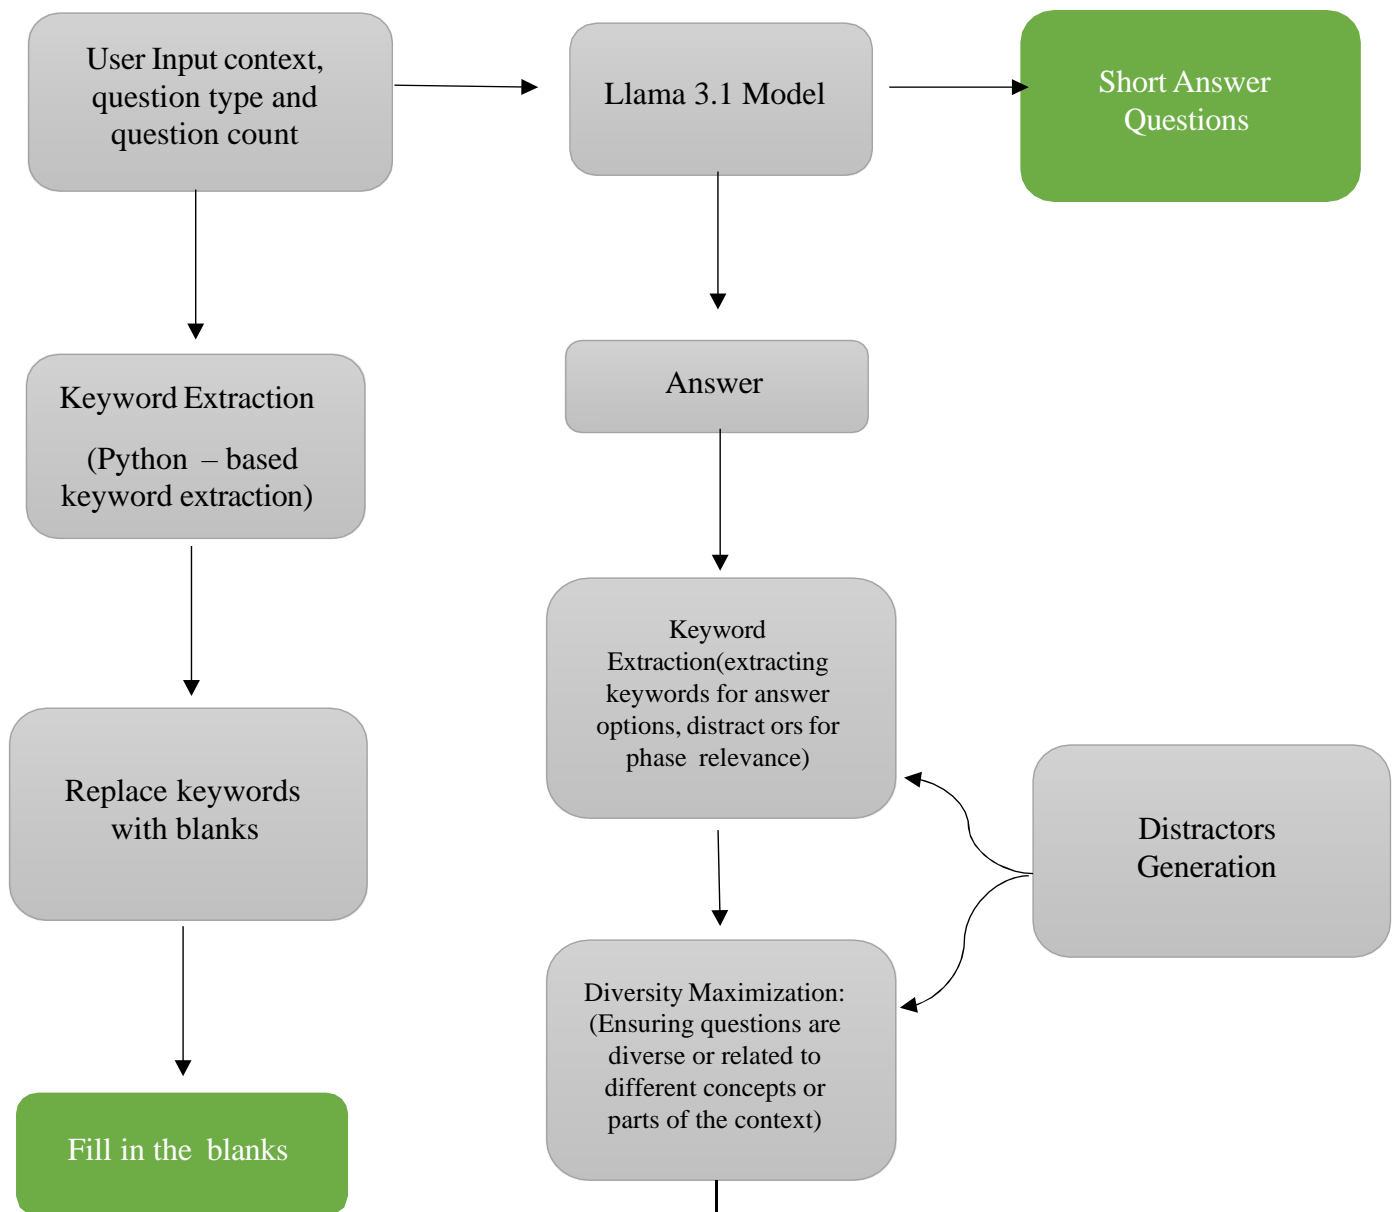 User Input context,
question type and
question count
Llama 3.1 Model
Short Answer
Questions
Keyword Extraction
(Python – based
keyword extraction)
Answer
Keyword
Extraction(extracting
keywords for answer
options, distract ors for
phase relevance)
Replace keywords
with blanks
Distractors
Generation
Diversity Maximization:
(Ensuring questions are
diverse or related to
different concepts or
parts of the context)
Fill in the blanks